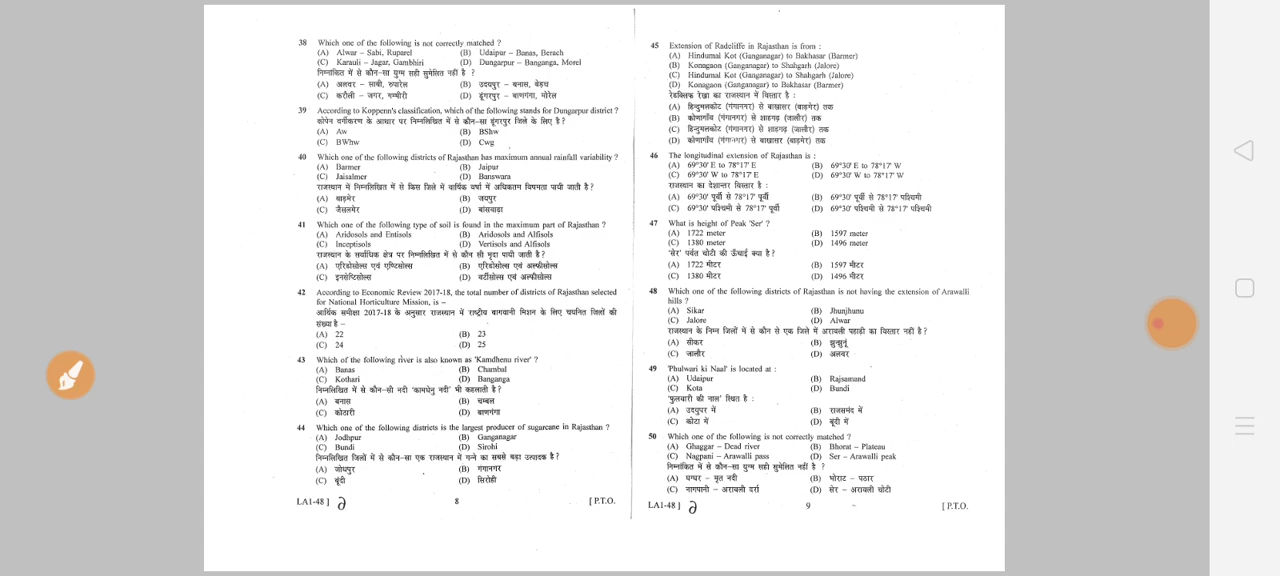 38 Which one of the following is not correctly matched ?
(A) Alwar – Sabi, Ruparel (B) Udaipur – Banas, Berach
(C) Karauli – Jagar, Gambhiri (D) Dungarpur – Banganga, Morel
निम्नांकित में से कौन-सा युग्म सही सुमेलित नहीं है ?
(A) अलवर – साबी, रुपारेल (B) उदयपुर – बनास, बेड़च
(C) करौली – जगर, गम्भीरी (D) डूंगरपुर – बाणगंगा, मोरेल
39 According to Koppenn's classification, which of the following stands for Dungarpur district ?
कोपेन वर्गीकरण के आधार पर निम्नलिखित में से कौन-सा डूंगरपुर जिले के लिए है?
(A) Aw (B) BShw
(C) BWhw (D) Cwg
40 Which one of the following districts of Rajasthan has maximum annual rainfall variability ?
(A) Barmer (B) Jaipur
(C) Jaisalmer (D) Banswara
राजस्थान में निम्नलिखित में से किस जिले में वार्षिक वर्षा में अधिकतम विषमता पायी जाती है?
(A) बाड़मेर (B) जयपुर
(C) जैसलमेर (D) बांसवाड़ा
41 Which one of the following type of soil is found in the maximum part of Rajasthan ?
(A) Aridosols and Entisols (B) Aridosols and Alfisols
(C) Inceptisols (D) Vertisols and Alfisols
राजस्थान के सर्वाधिक क्षेत्र पर निम्नलिखित में से कौन सी मृदा पायी जाती है?
(A) एरिडोसोल्स एवं एण्टिसोल्स (B) एरिडोसोल्स एवं अल्फीसोल्स
(C) इनसेप्टिसोल्स (D) वर्टीसोल्स एवं अल्फीसोल्स
42 According to Economic Review 2017-18, the total number of districts of Rajasthan selected
for National Horticulture Mission, is –
आर्थिक समीक्षा 2017-18 के अनुसार राजस्थान में राष्ट्रीय बागवानी मिशन के लिए चयनित जिलों की
संख्या है –
(A) 22 (B) 23
(C) 24 (D) 25
43 Which of the following river is also known as 'Kamdhenu river' ?
(A) Banas (B) Chambal
(C) Kothari (D) Banganga
निम्नलिखित में से कौन-सी नदी 'कामधेनु नदी' भी कहलाती है?
(A) बनास (B) चम्बल
(C) कोठारी (D) बाणगंगा
44 Which one of the following districts is the largest producer of sugarcane in Rajasthan ?
(A) Jodhpur (B) Ganganagar
(C) Bundi (D) Sirohi
निम्नलिखित जिलों में से कौन-सा एक राजस्थान में गन्ने का सबसे बड़ा उत्पादक है?
(A) जोधपुर (B) गंगानगर
(C) बूंदी (D) सिरोही
LA1-48 ] 8 [ P.T.O.
45 Extension of Radcliffe in Rajasthan is from :
(A) Hindumal Kot (Ganganagar) to Bakhasar (Barmer)
(B) Konagaon (Ganganagar) to Shahgarh (Jalore)
(C) Hindumal Kot (Ganganagar) to Shahgarh (Jalore)
(D) Konagaon (Ganganagar) to Bakhasar (Barmer)
रेडक्लिफ रेखा का राजस्थान में विस्तार है :
(A) हिन्दुमलकोट (गंगानगर) से बाखासर (बाड़मेर) तक
(B) कोणागाँव (गंगानगर) से शाहगढ़ (जालौर) तक
(C) हिन्दुमलकोट (गंगानगर) से शाहगढ़ (जालौर) तक
(D) कोणागाँव (गंगानगर) से बाखासर (बाड़मेर) तक
46 The longitudinal extension of Rajasthan is :
(A) 69°30' E to 78°17' E (B) 69°30' E to 78°17' W
(C) 69°30' W to 78°17' E (D) 69°30' W to 78°17' W
राजस्थान का देशान्तर विस्तार है :
(A) 69°30' पूर्वी से 78°17' पूर्वी (B) 69°30' पूर्वी से 78°17' पश्चिमी
(C) 69°30' पश्चिमी से 78°17' पूर्वी (D) 69°30' पश्चिमी से 78°17' पश्चिमी
47 What is height of Peak 'Ser' ?
(A) 1722 meter (B) 1597 meter
(C) 1380 meter (D) 1496 meter
'सेर' पर्वत चोटी की ऊँचाई क्या है ?
(A) 1722 मीटर (B) 1597 मीटर
(C) 1380 मीटर (D) 1496 मीटर
48 Which one of the following districts of Rajasthan is not having the extension of Arawalli
hills ?
(A) Sikar (B) Jhunjhunu
(C) Jalore (D) Alwar
राजस्थान के निम्न जिलों में से कौन से एक जिले में अरावली पहाड़ी का विस्तार नहीं है?
(A) सीकर (B) झुन्झुनूं
(C) जालौर (D) अलवर
49 'Phulwari ki Naal' is located at :
(A) Udaipur (B) Rajsamand
(C) Kota (D) Bundi
'फुलवारी की नाल' स्थित है :
(A) उदयपुर में (B) राजसमंद में
(C) कोटा में (D) बूंदी में
50 Which one of the following is not correctly matched ?
(A) Ghaggar – Dead river (B) Bhorat – Plateau
(C) Nagpani – Arawalli pass (D) Ser – Arawalli peak
निम्नांकित में से कौन-सा युग्म सही सुमेलित नहीं है ?
(A) घग्घर – मृत नदी (B) भोराट – पठार
(C) नागपानी – अरावली दर्रा (D) सेर – अरावली चोटी
LA1-48 ] 9 [ P.T.O.